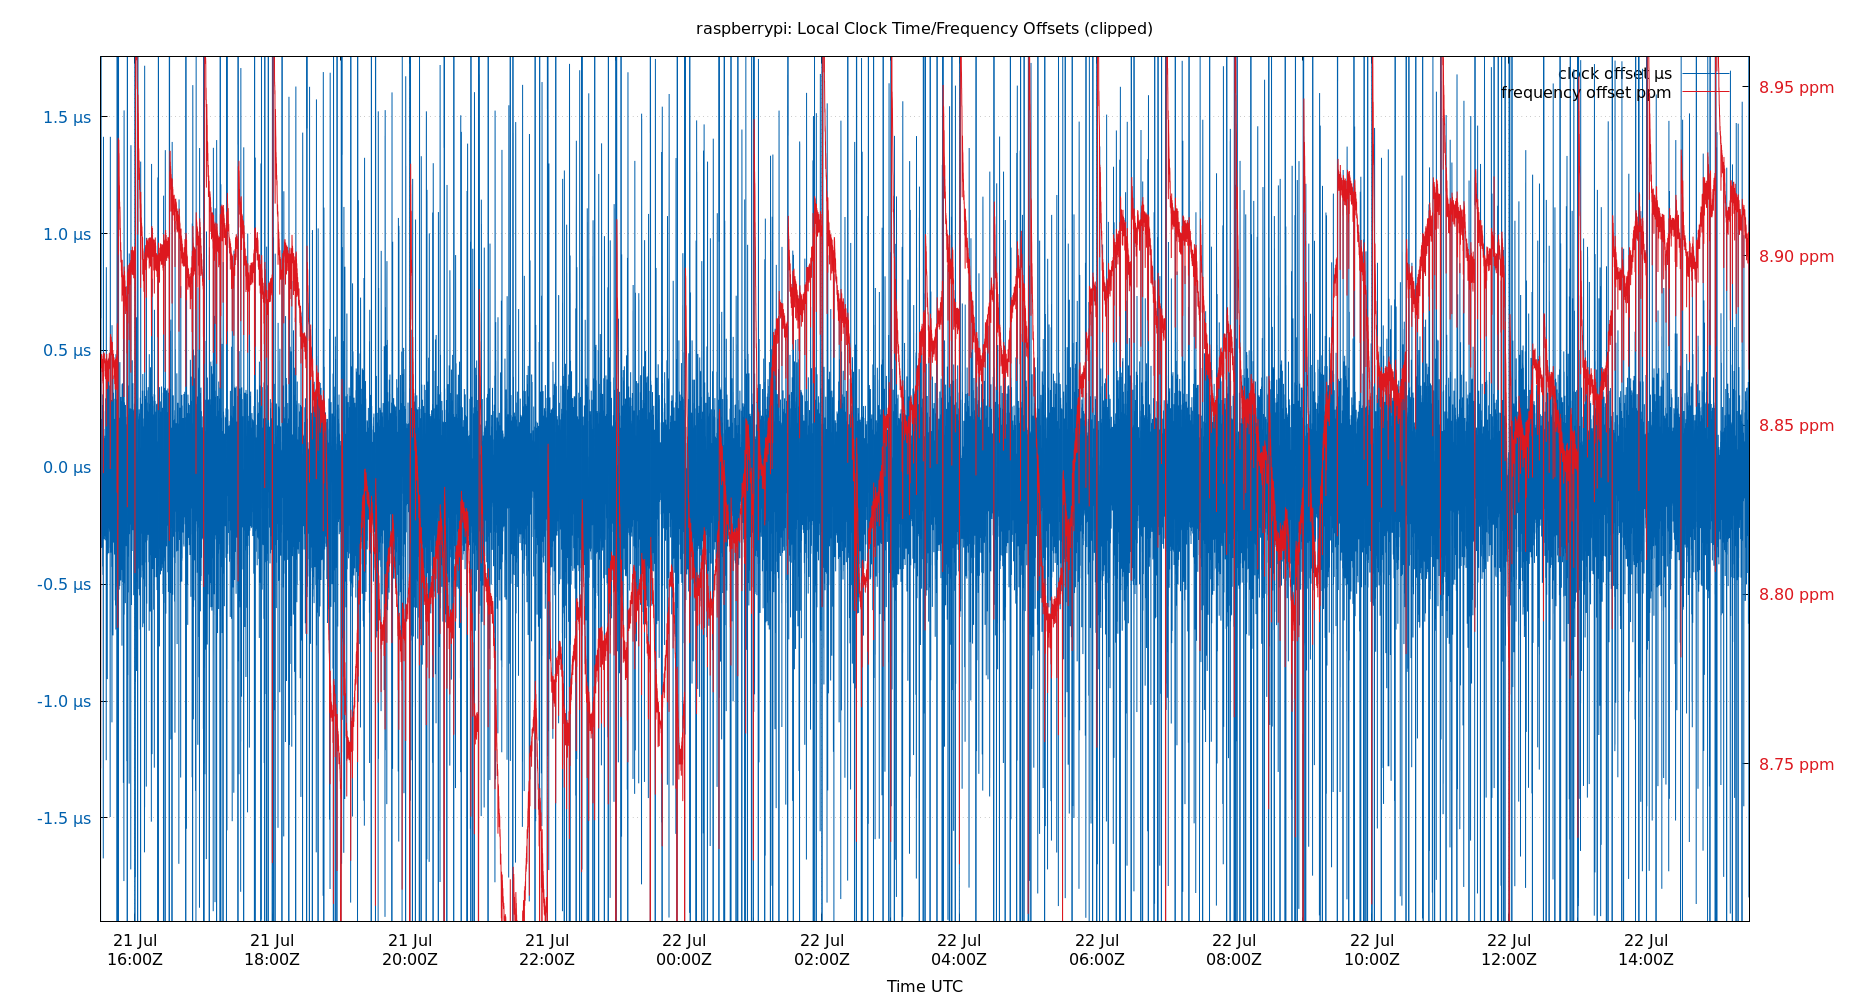 raspberrypi: Local Clock Time/Frequency Offsets (clipped)
clock offset µs
frequency offset ppm
1.5 µs
1.0 µs
0.5 µs
0.0 µs
-0.5 µs
-1.0 µs
-1.5 µs
8.95 ppm
8.90 ppm
8.85 ppm
8.80 ppm
8.75 ppm
21 Jul 21 Jul 21 Jul 21 Jul 22 Jul 22 Jul 22 Jul 22 Jul 22 Jul 22 Jul 22 Jul 22 Jul
16:00Z 18:00Z 20:00Z 22:00Z 00:00Z 02:00Z 04:00Z 06:00Z 08:00Z 10:00Z 12:00Z 14:00Z
Time UTC